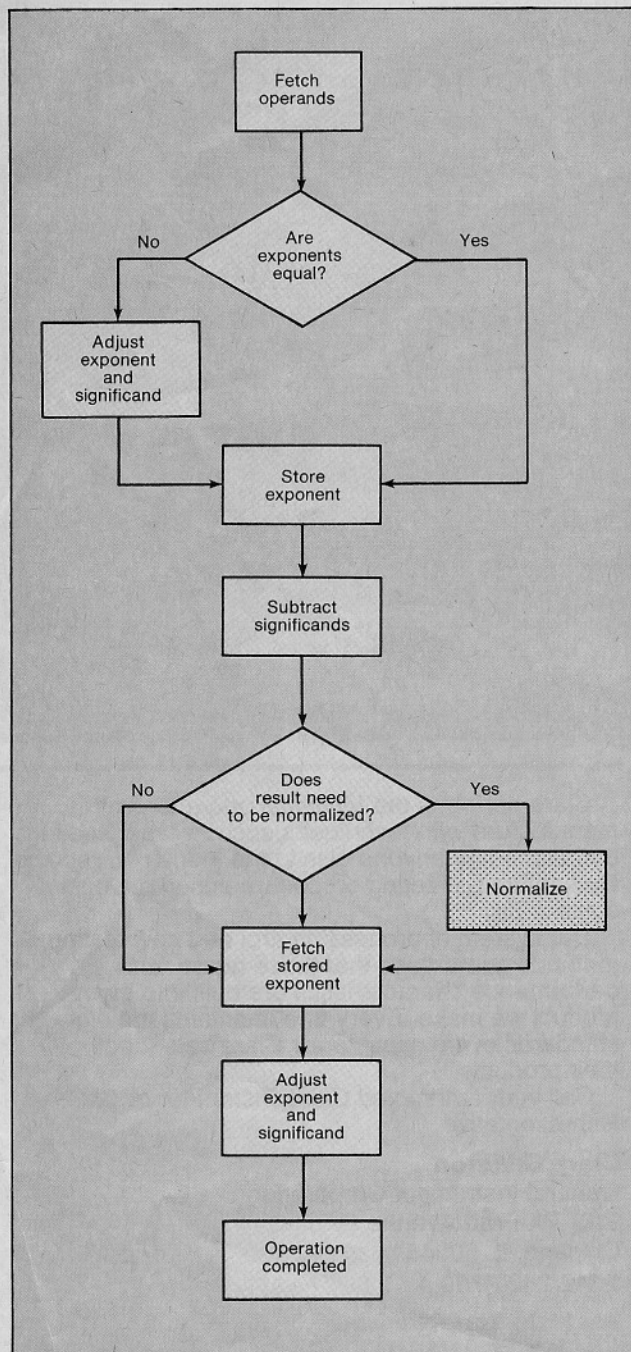 Fetch
operands
No
Are
exponents
equal?
Yes
Adjust
exponent
and
significand
Store
exponent
Subtract
significands
No
Does
result need
to be normalized?
Yes
Normalize
Fetch
stored
exponent
Adjust
exponent
and
significand
Operation
completed